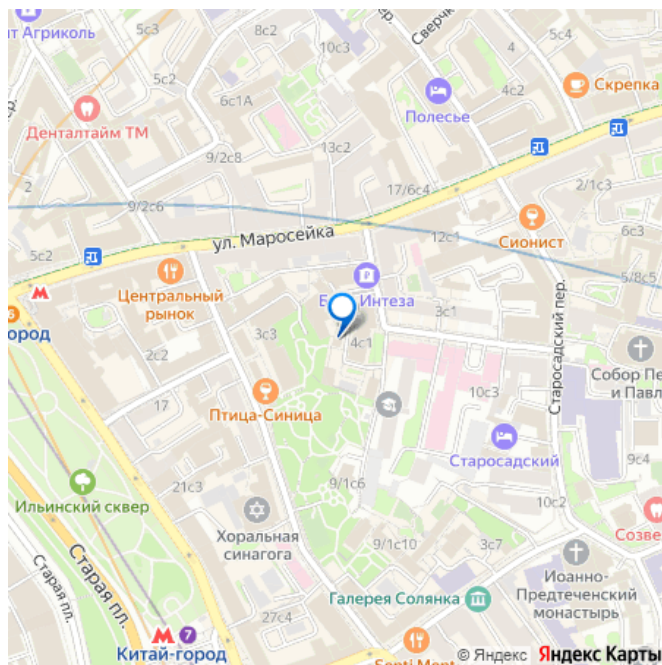 нт Агриколь
5с3
8с2
10с3
пер.
Сверчк
4
5с2
4с2
Скрепка
6с1А
Полесье
Денталтайм ТМ
13с2
9/2с8
2
17/6с4
2/1с3
9/2с6
ул. Маросейка
Сионист
6с3
5с2
12с1
5/8с5
Центральный
рынок
Интеза
3с1
ород
3с3
4с1
Старосадский пер.
2с2
Собор Пе
и Павл
10с3
17
Птица-Синица
Старосадский
9/1с6
9с4
21с3
Ильинский сквер
10с2
Хоральная
синагога
Созве
9/1с10
3с7
Старая пл.
Старая пл.
Иоанно-
Предтеченский
монастырь
Галерея Солянка
27с4
7
Китай-город
© Яндекс
Яндекс Карты